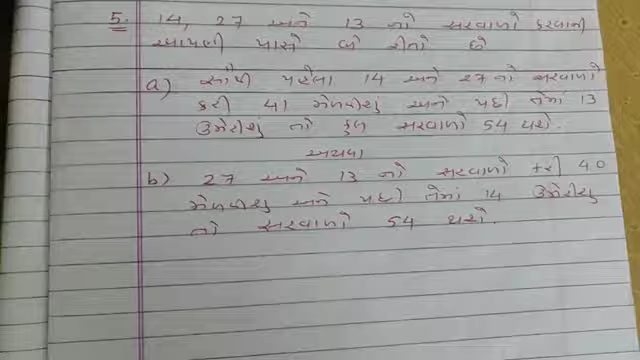 5. 14, 27 અને 13 નો સરવાળો કરવાની
આપણી પાસે બે રીતો છે
a) સૌથી પહેલા 14 અને 27 નો સરવાળો
કરી 41 મેળવીશું અને પછી તેમાં 13
ઉમેરીશું તો કુલ સરવાળો 54 થશે.
અથવા
b) 27 અને 13 નો સરવાળો કરી 40
મેળવીશું અને પછી તેમાં 14 ઉમેરીશુ
તો સરવાળો 54 થશે.